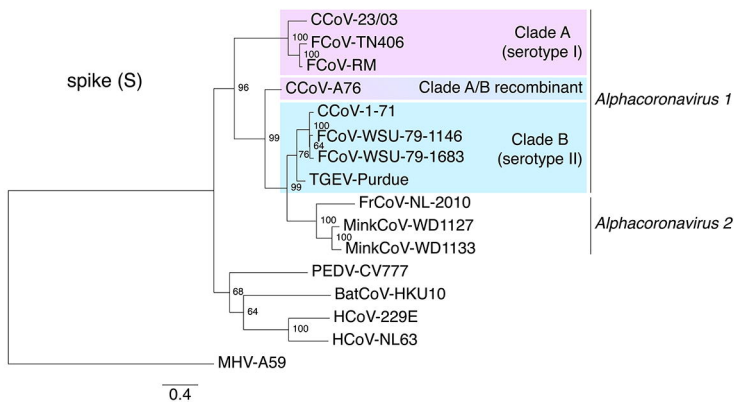 spike (S)
CCoV-23/03
FCoV-TN406
FCoV-RM
Clade A
(serotype I)
100
100
96
CCoV-A76
Clade A/B recombinant
Alphacoronavirus 1
CCoV-1-71
FCoV-WSU-79-1146
FCoV-WSU-79-1683
TGEV-Purdue
Clade B
(serotype II)
100
64
76
99
99
FrCoV-NL-2010
MinkCoV-WD1127
MinkCoV-WD1133
100
100
Alphacoronavirus 2
PEDV-CV777
68
BatCoV-HKU10
64
HCoV-229E
100
HCoV-NL63
MHV-A59
0.4